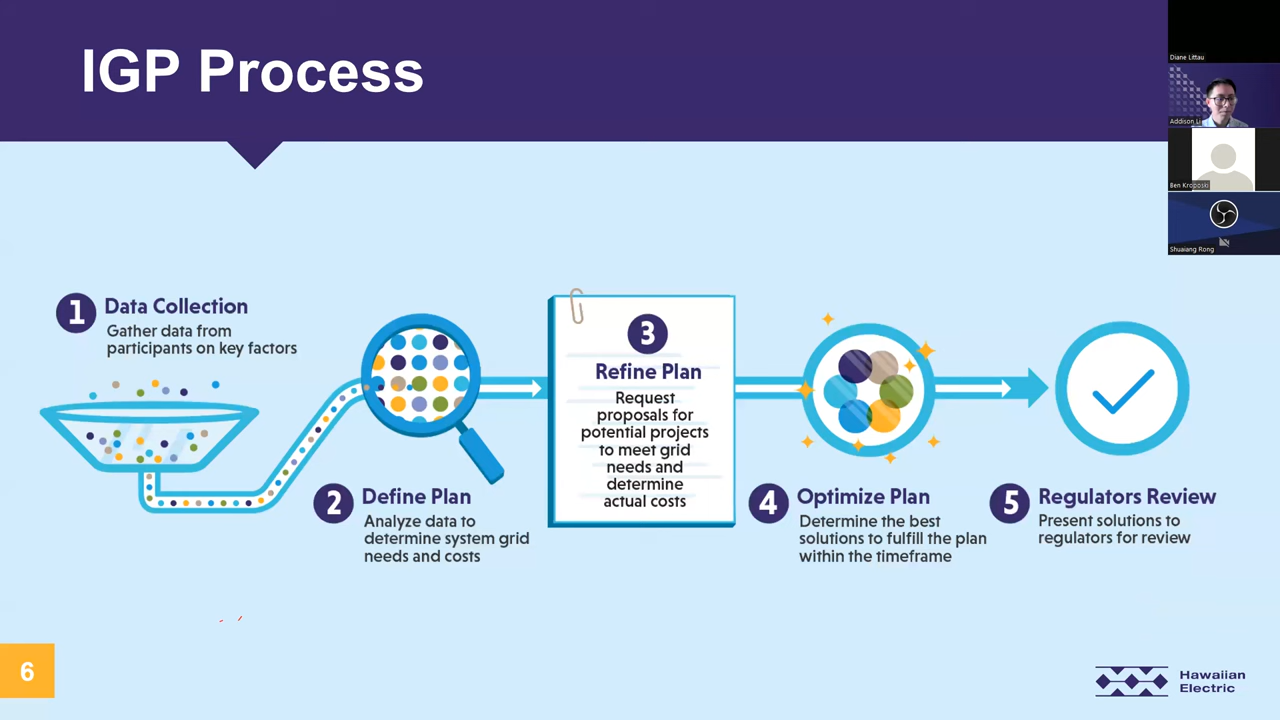 IGP Process
Diane Littau
Addison Li
Ben Kroposki
Shuaiang Rong
1
Data Collection
Gather data from
participants on key factors
2
Define Plan
Analyze data to
determine system grid
needs and costs
3
Refine Plan
Request
proposals for
potential projects
to meet grid
needs and
determine
actual costs
4
Optimize Plan
Determine the best
solutions to fulfill the plan
within the timeframe
5
Regulators Review
Present solutions to
regulators for review
6
Hawaiian
Electric